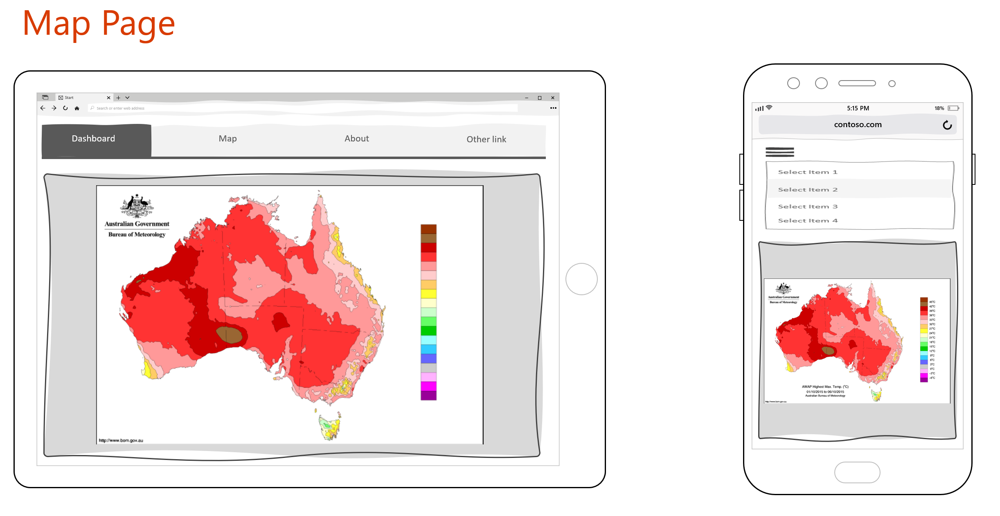 Map Page
Start
Search or enter web address
Dashboard
Map
About
Other link
Australian Government
Bureau of Meteorology
http://www.bom.gov.au
5:15 PM
18%
contoso.com
Select Item 1
Select Item 2
Select Item 3
Select Item 4
Australian Government
Bureau of Meteorology
45°C
42°C
39°C
36°C
33°C
30°C
27°C
24°C
21°C
18°C
15°C
12°C
9°C
6°C
3°C
0°C
-3°C
-6°C
AWAP Highest Max. Temp. (°C)
01/10/2015 to 06/10/2015
Australian Bureau of Meteorology
http://www.bom.gov.au